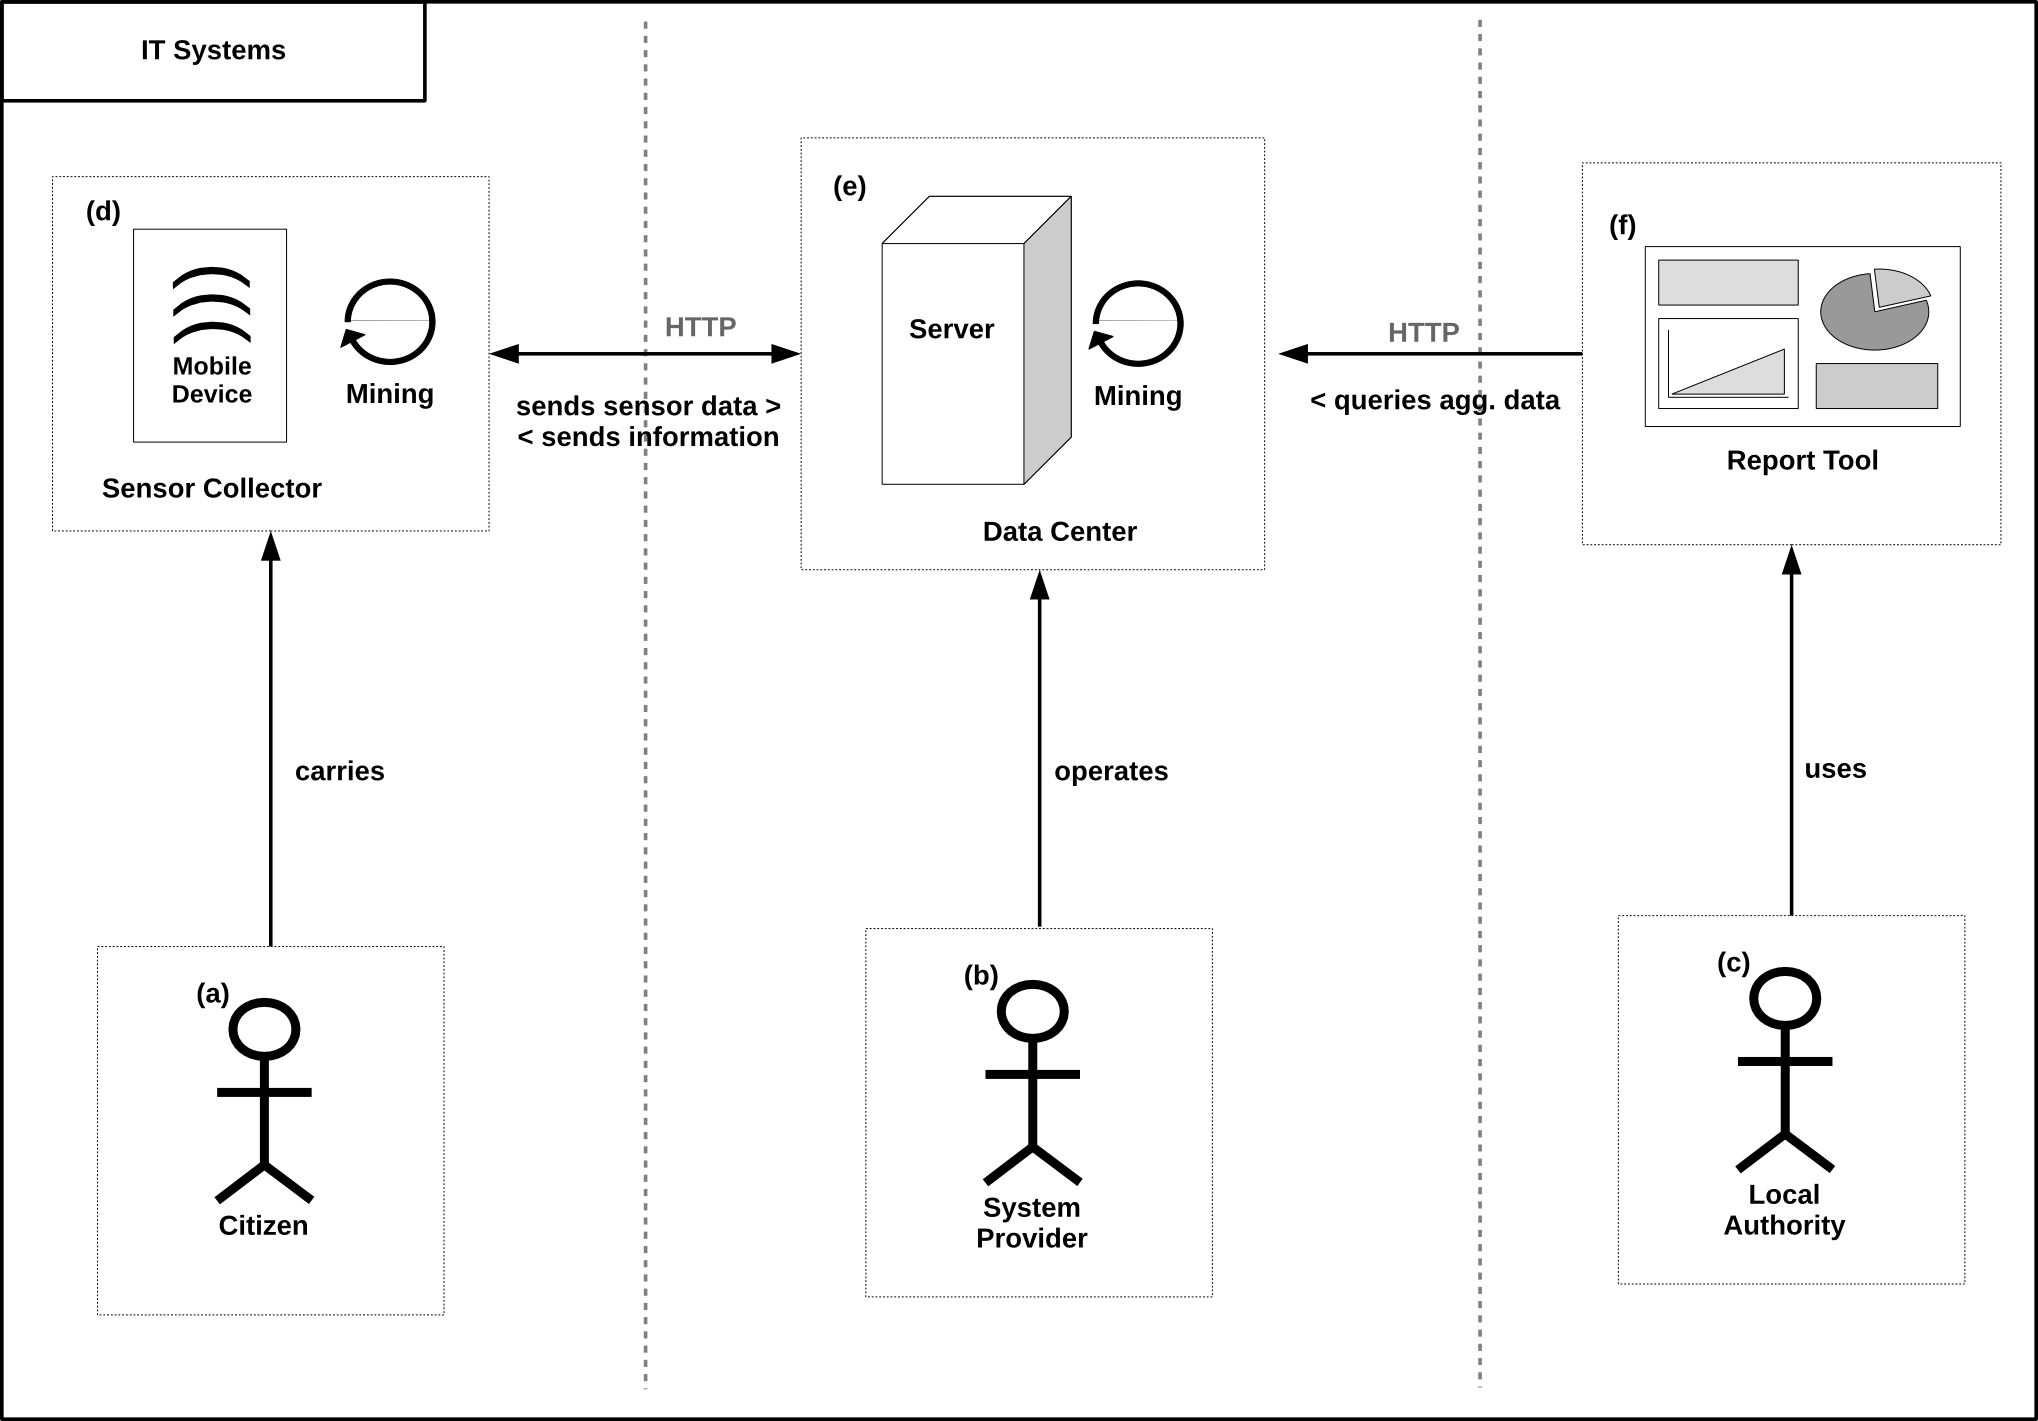 IT Systems
(d)
Mobile
Device
Mining
Sensor Collector
HTTP
sends sensor data >
< sends information
(e)
Server
Mining
Data Center
HTTP
< queries agg. data
(f)
Report Tool
carries
operates
uses
(a)
Citizen
(b)
System
Provider
(c)
Local
Authority